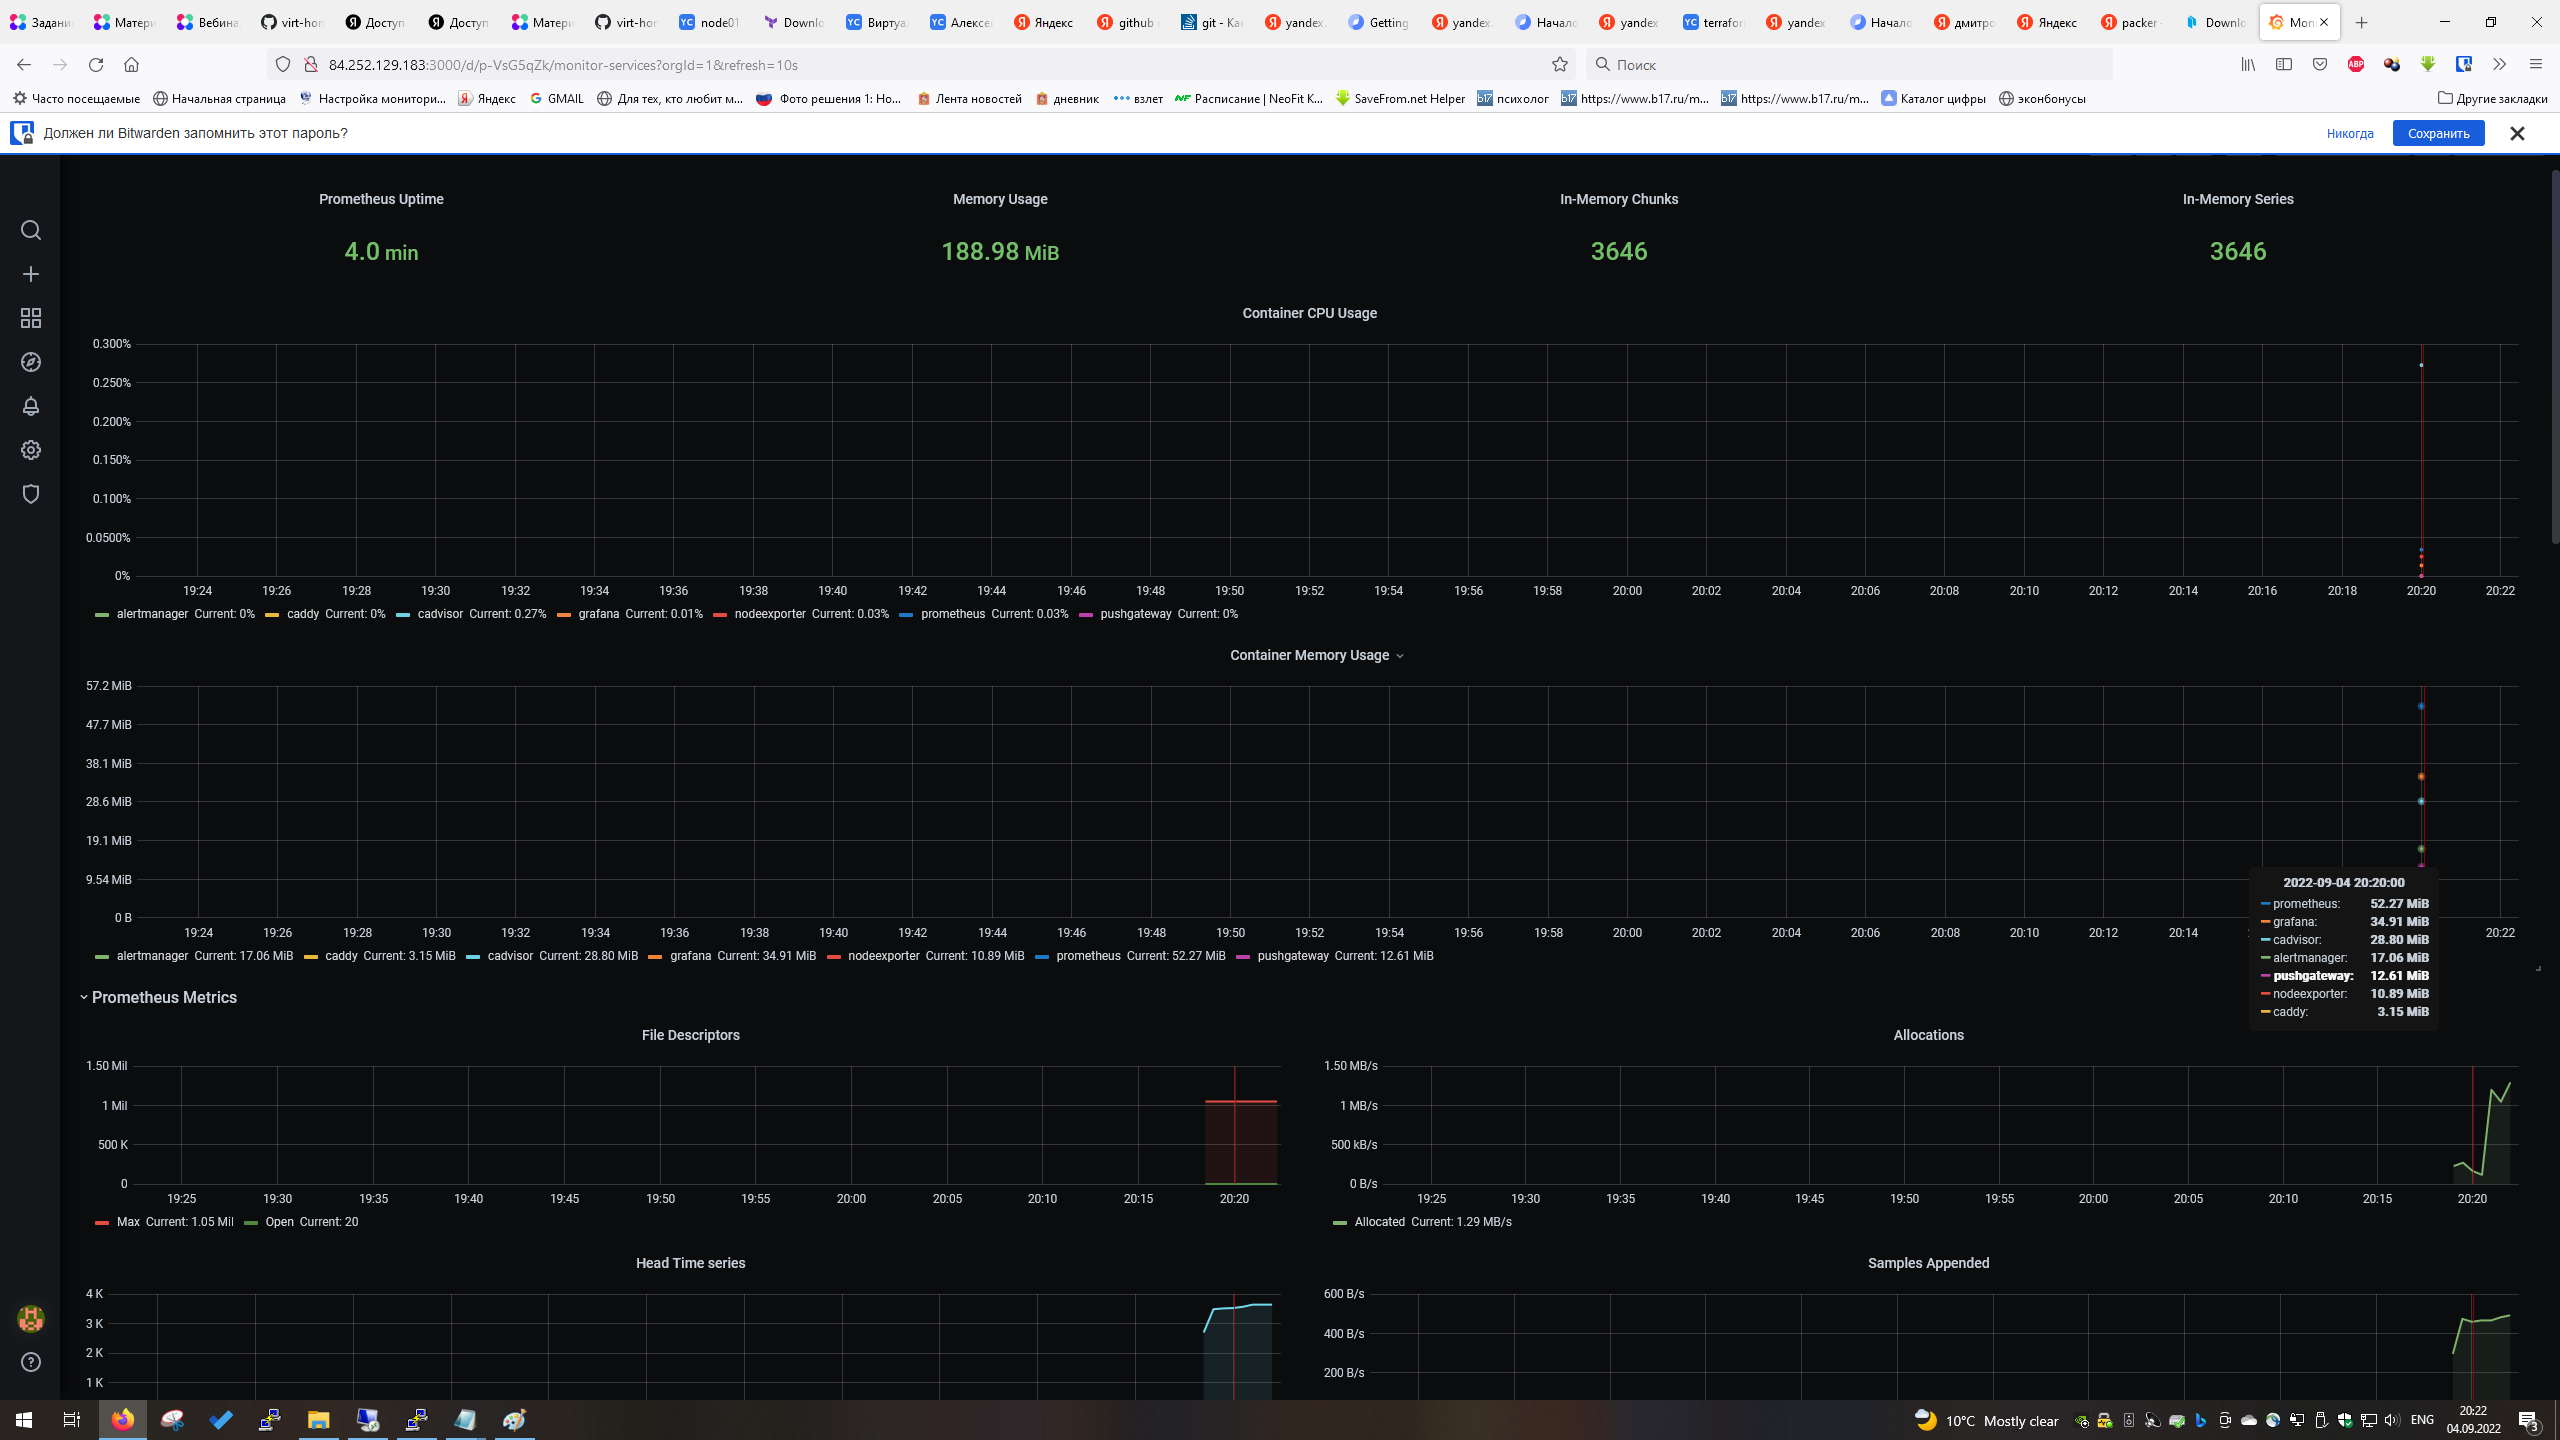 Задани Матери Вебина virt-hor Доступ Доступ Матери virt-hor node01 Downlo Виртуа Алексе Яндекс github git - Как yandex. Getting yandex. Начало yandex terrafor yandex Начало дмитро Яндекс packer Downlo Moni
84.252.129.183:3000/d/p-VsG5qZk/monitor-services?orgId=1&refresh=10s Поиск
Часто посещаемые Начальная страница Настройка монитори... Яндекс GMAIL Для тех, кто любит м... Фото решения 1: Но... Лента новостей дневник взлет Расписание | NeoFit K... SaveFrom.net Helper психолог https://www.b17.ru/m... https://www.b17.ru/m... Каталог цифры эконбонусы Другие закладки
Должен ли Bitwarden запомнить этот пароль? Никогда Сохранить
Prometheus Uptime Memory Usage In-Memory Chunks In-Memory Series
4.0 min 188.98 MiB 3646 3646
Container CPU Usage
0.300%
0.250%
0.200%
0.150%
0.100%
0.0500%
0%
19:24 19:26 19:28 19:30 19:32 19:34 19:36 19:38 19:40 19:42 19:44 19:46 19:48 19:50 19:52 19:54 19:56 19:58 20:00 20:02 20:04 20:06 20:08 20:10 20:12 20:14 20:16 20:18 20:20 20:22
alertmanager Current: 0% caddy Current: 0% cadvisor Current: 0.27% grafana Current: 0.01% nodeexporter Current: 0.03% prometheus Current: 0.03% pushgateway Current: 0%
Container Memory Usage
57.2 MiB
47.7 MiB
38.1 MiB
28.6 MiB
19.1 MiB
9.54 MiB
0 B
19:24 19:26 19:28 19:30 19:32 19:34 19:36 19:38 19:40 19:42 19:44 19:46 19:48 19:50 19:52 19:54 19:56 19:58 20:00 20:02 20:04 20:06 20:08 20:10 20:12 20:14 20:22
alertmanager Current: 17.06 MiB caddy Current: 3.15 MiB cadvisor Current: 28.80 MiB grafana Current: 34.91 MiB nodeexporter Current: 10.89 MiB prometheus Current: 52.27 MiB pushgateway Current: 12.61 MiB
2022-09-04 20:20:00
prometheus: 52.27 MiB
grafana: 34.91 MiB
cadvisor: 28.80 MiB
alertmanager: 17.06 MiB
pushgateway: 12.61 MiB
nodeexporter: 10.89 MiB
caddy: 3.15 MiB
Prometheus Metrics
File Descriptors
1.50 Mil
1 Mil
500 K
0
19:25 19:30 19:35 19:40 19:45 19:50 19:55 20:00 20:05 20:10 20:15 20:20
Max Current: 1.05 Mil Open Current: 20
Allocations
1.50 MB/s
1 MB/s
500 kB/s
0 B/s
19:25 19:30 19:35 19:40 19:45 19:50 19:55 20:00 20:05 20:10 20:15 20:20
Allocated Current: 1.29 MB/s
Head Time series
4 K
3 K
2 K
1 K
Samples Appended
600 B/s
400 B/s
200 B/s
10°C Mostly clear ENG 20:22
04.09.2022
3